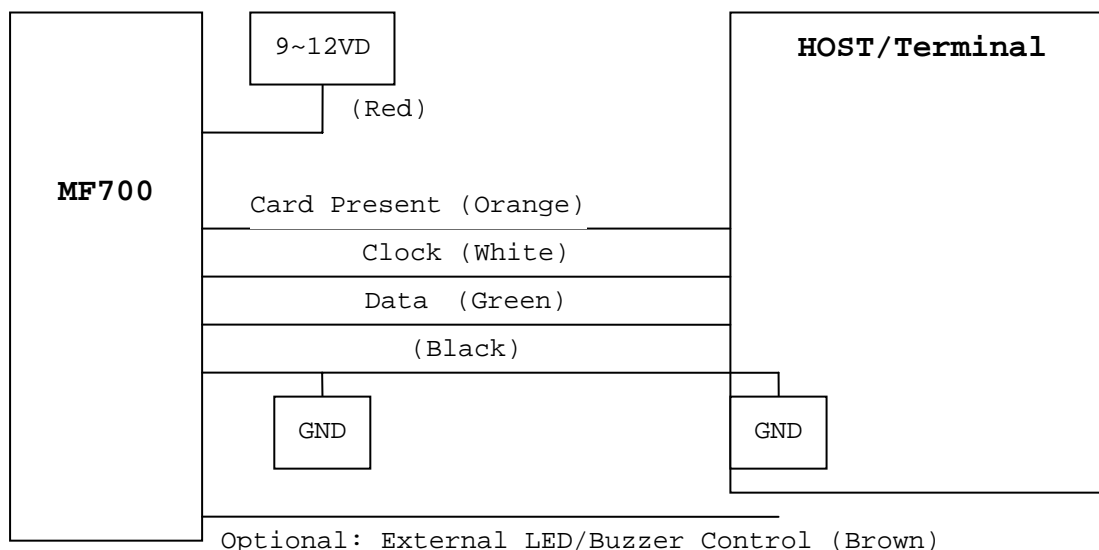 9~12VD
HOST/Terminal
(Red)
MF700
Card Present (Orange)
Clock (White)
Data (Green)
(Black)
GND
GND
Optional: External LED/Buzzer Control (Brown)